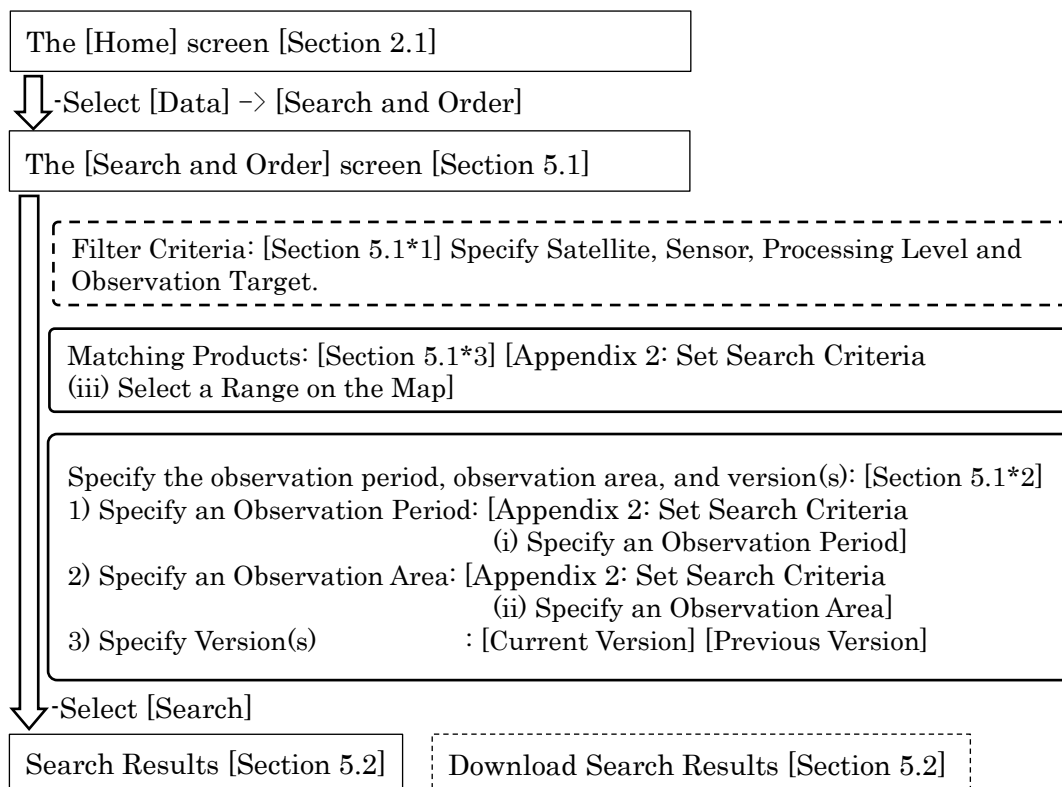 The [Home] screen [Section 2.1]
-Select [Data] -> [Search and Order]
The [Search and Order] screen [Section 5.1]
Filter Criteria: [Section 5.1*1] Specify Satellite, Sensor, Processing Level and
Observation Target.
Matching Products: [Section 5.1*3] [Appendix 2: Set Search Criteria
(iii) Select a Range on the Map]
Specify the observation period, observation area, and version(s): [Section 5.1*2]
1) Specify an Observation Period: [Appendix 2: Set Search Criteria
(i) Specify an Observation Period]
2) Specify an Observation Area: [Appendix 2: Set Search Criteria
(ii) Specify an Observation Area]
3) Specify Version(s) : [Current Version] [Previous Version]
-Select [Search]
Search Results [Section 5.2]
Download Search Results [Section 5.2]